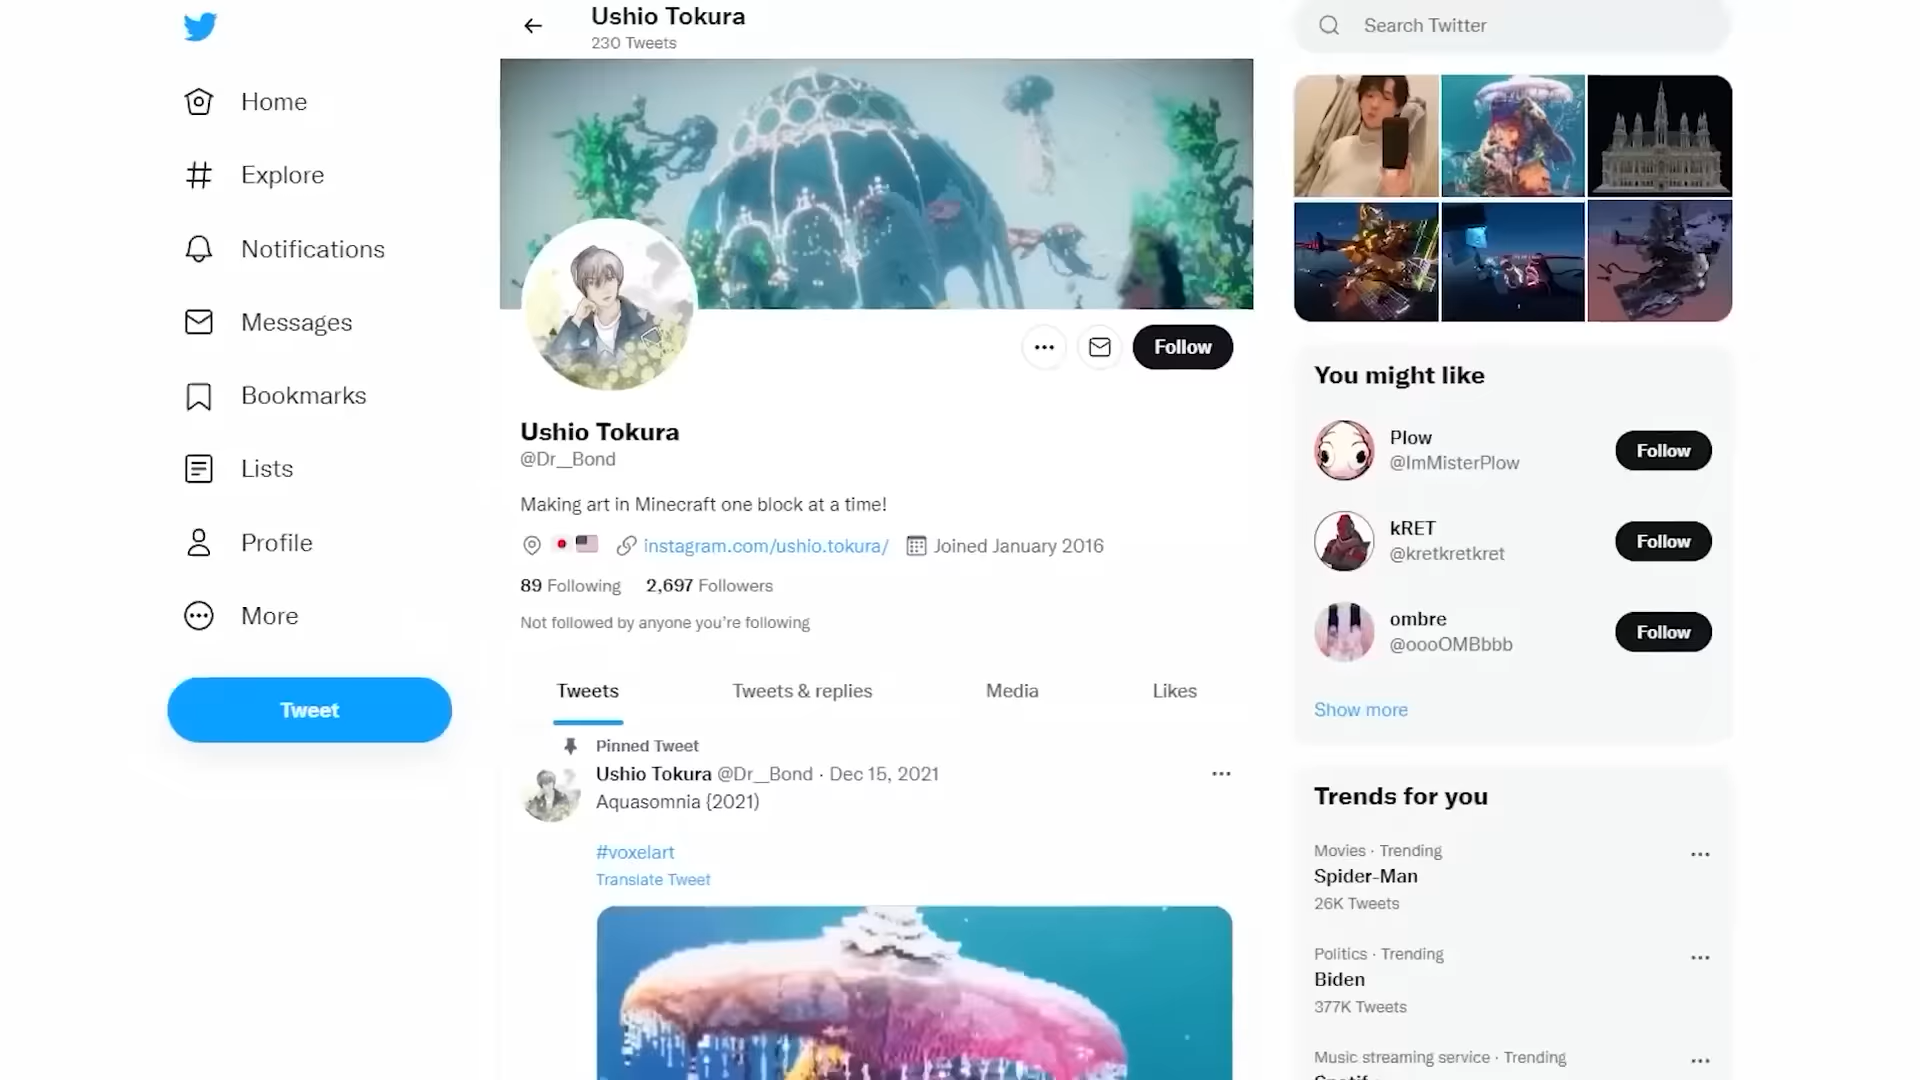 Ushio Tokura
230 Tweets
Search Twitter
Home
Explore
Notifications
Messages
Bookmarks
Lists
Profile
More
Tweet
Follow
Ushio Tokura
@Dr__Bond
Making art in Minecraft one block at a time!
instagram.com/ushio.tokura/ Joined January 2016
89 Following 2,697 Followers
Not followed by anyone you’re following
Tweets Tweets & replies Media Likes
Pinned Tweet
Ushio Tokura @Dr__Bond · Dec 15, 2021
Aquasomnia {2021)
#voxelart
Translate Tweet
You might like
Plow
@ImMisterPlow
Follow
kRET
@kretkretkret
Follow
ombre
@oooOMBbbb
Follow
Show more
Trends for you
Movies · Trending
Spider-Man
26K Tweets
Politics · Trending
Biden
377K Tweets
Music streaming service · Trending